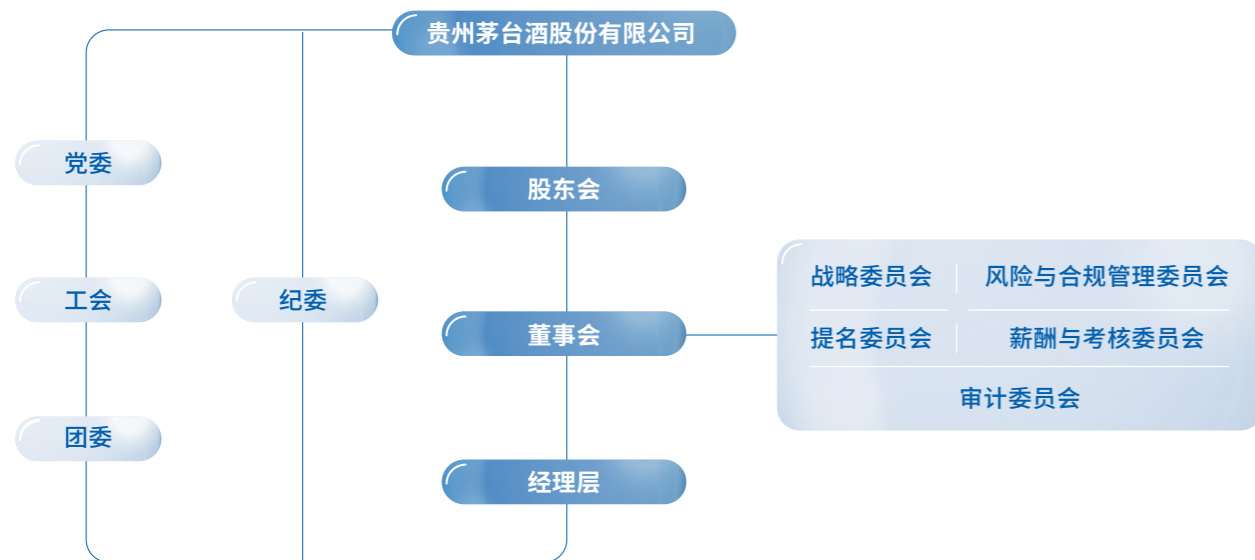 贵州茅台酒股份有限公司
党委
股东会
工会
纪委
董事会
战略委员会
风险与合规管理委员会
提名委员会
薪酬与考核委员会
审计委员会
团委
经理层